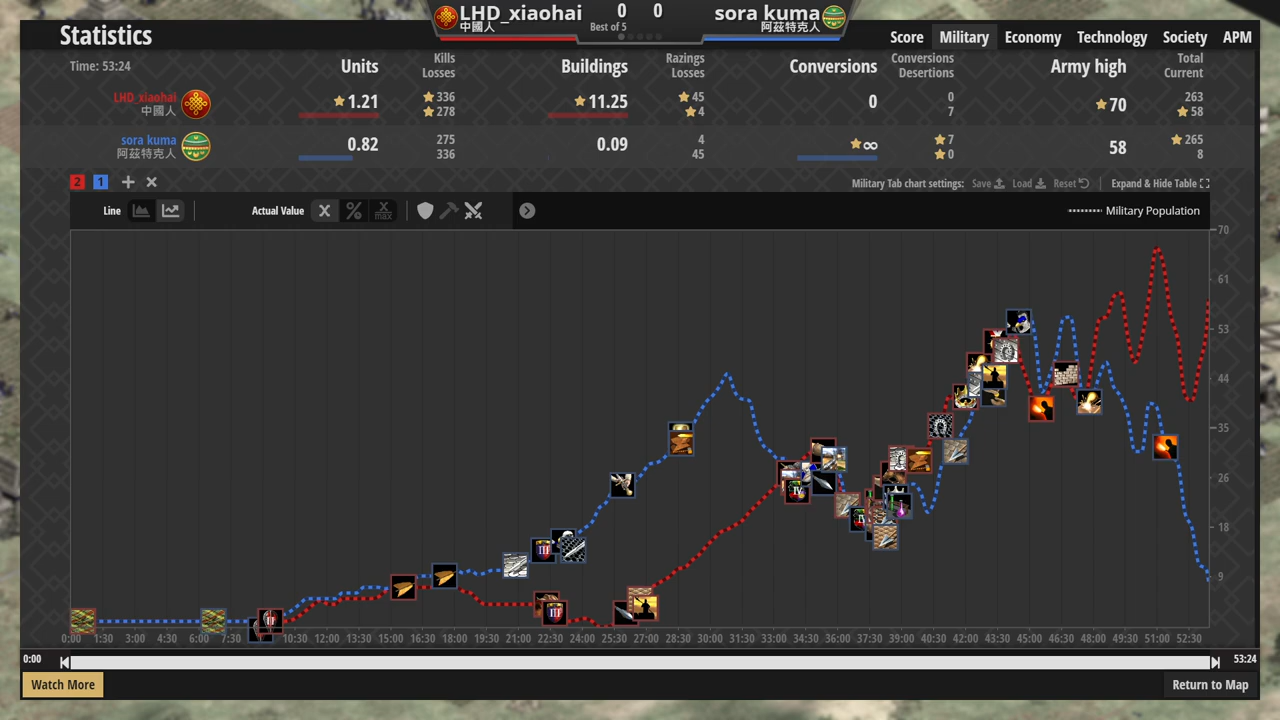 LHD_xiaohai 0 0 sora kuma
中國人 Best of 5 阿茲特克人
Statistics
Score Military Economy Technology Society APM
Time: 53:24
Units Kills Losses Buildings Razings Losses Conversions Conversions Desertions Army high Total Current
LHD_xiaohai
中國人
1.21 336 278 11.25 45 4 0 0 7 70 263 58
sora kuma
阿茲特克人
0.82 275 336 0.09 4 45 ∞ 7 0 58 265 8
2 1 + ×
Military Tab chart settings: Save Load Reset Expand & Hide Table
Line Actual Value X % X max Military Population
70
61
53
44
35
26
18
9
0:00 1:30 3:00 4:30 6:00 7:30 10:30 12:00 13:30 15:00 16:30 18:00 19:30 21:00 22:30 24:00 25:30 27:00 28:30 30:00 31:30 33:00 34:30 36:00 37:30 39:00 40:30 42:00 43:30 45:00 46:30 48:00 49:30 51:00 52:30
0:00 53:24
Watch More Return to Map